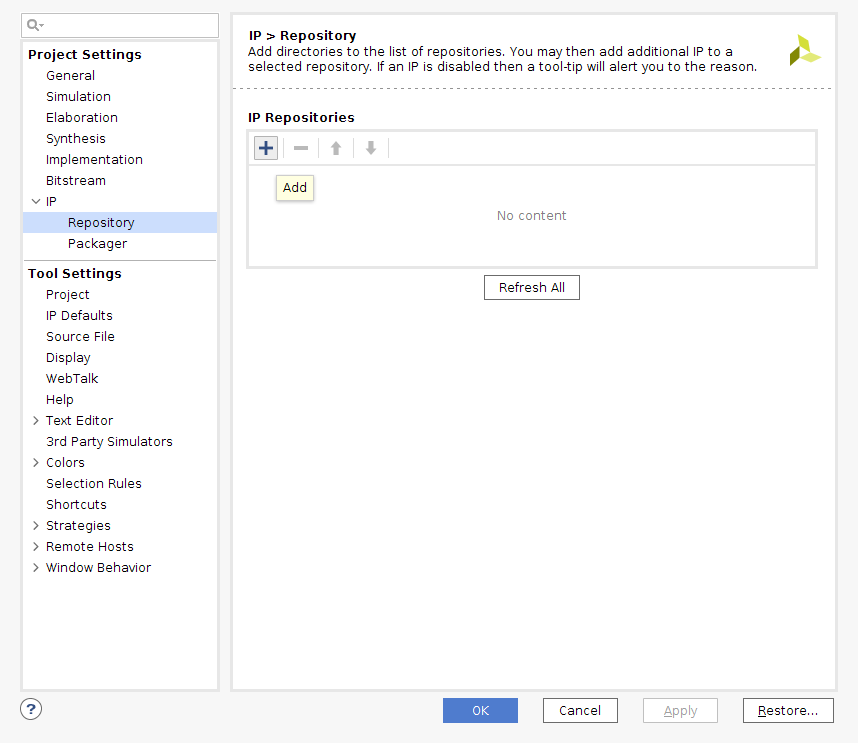 Project Settings
General
Simulation
Elaboration
Synthesis
Implementation
Bitstream
IP
Repository
Packager
Tool Settings
Project
IP Defaults
Source File
Display
WebTalk
Help
Text Editor
3rd Party Simulators
Colors
Selection Rules
Shortcuts
Strategies
Remote Hosts
Window Behavior
IP > Repository
Add directories to the list of repositories. You may then add additional IP to a
selected repository. If an IP is disabled then a tool-tip will alert you to the reason.
IP Repositories
Add
No content
Refresh All
?
OK
Cancel
Apply
Restore...